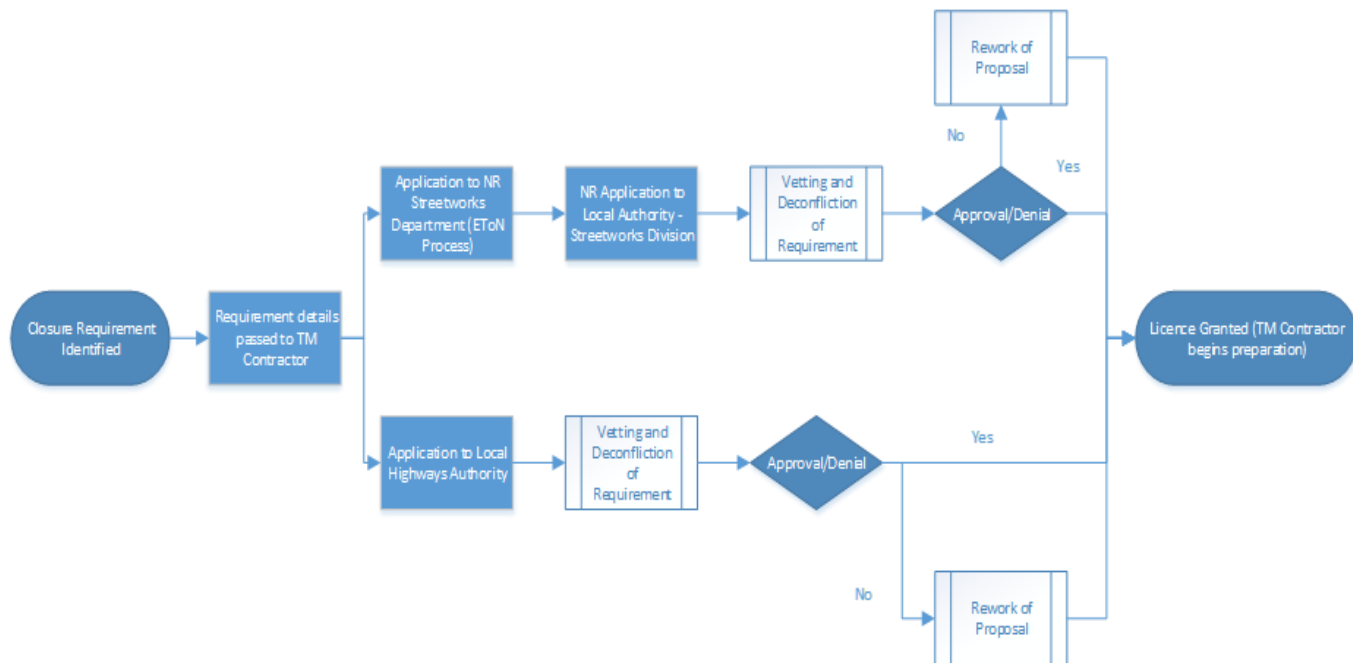 Rework of
Proposal
No
Yes
Application to NR
Streetworks
Department (EToN
Process)
NR Application to
Local Authority -
Streetworks Division
Vetting and
Deconfliction
of
Requirement
Approval/Denial
Closure Requirement
Identified
Requirement details
passed to TM
Contractor
Licence Granted (TM Contractor
begins preparation)
Application to Local
Highways Authority
Vetting and
Deconfliction
of
Requirement
Approval/Denial
Yes
No
Rework of
Proposal